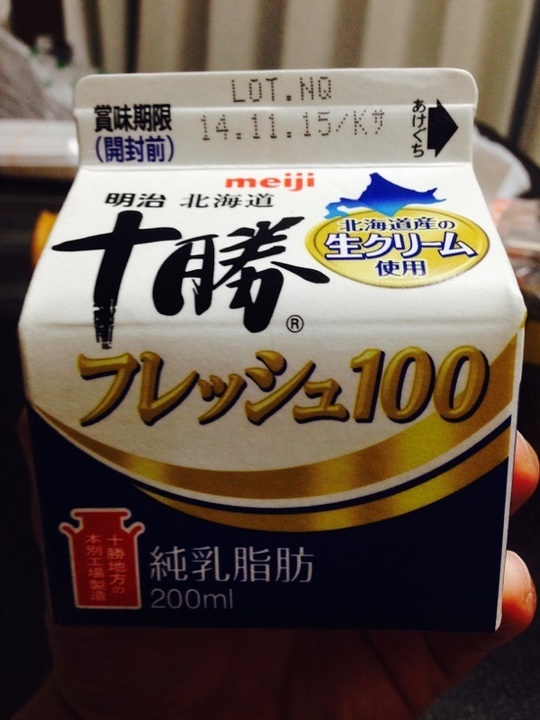 LOT.NQ
賞味期限
(開封前)
14.11.15/Kサ
あけぐち
meiji
明治 北海道
十勝®
北海道産の
生クリーム
使用
フレッシュ100
十勝地方の
本別工場製造
純乳脂肪
200ml